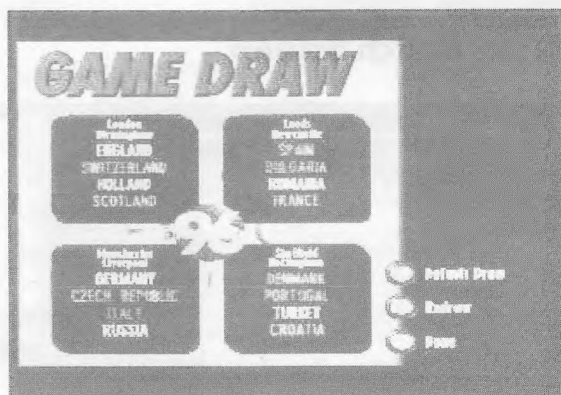 GAME DRAW
London
Birmingham
ENGLAND
SWITZERLAND
HOLLAND
SCOTLAND
Leeds
Newcastle
SPAIN
BULGARIA
ROMANIA
FRANCE
96
Manchester
Liverpool
GERMANY
CZECH REPUBLIC
ITALY
RUSSIA
Sheffield
Nottingham
DENMARK
PORTUGAL
TURKEY
CROATIA
Default Draw
Redraw
Done